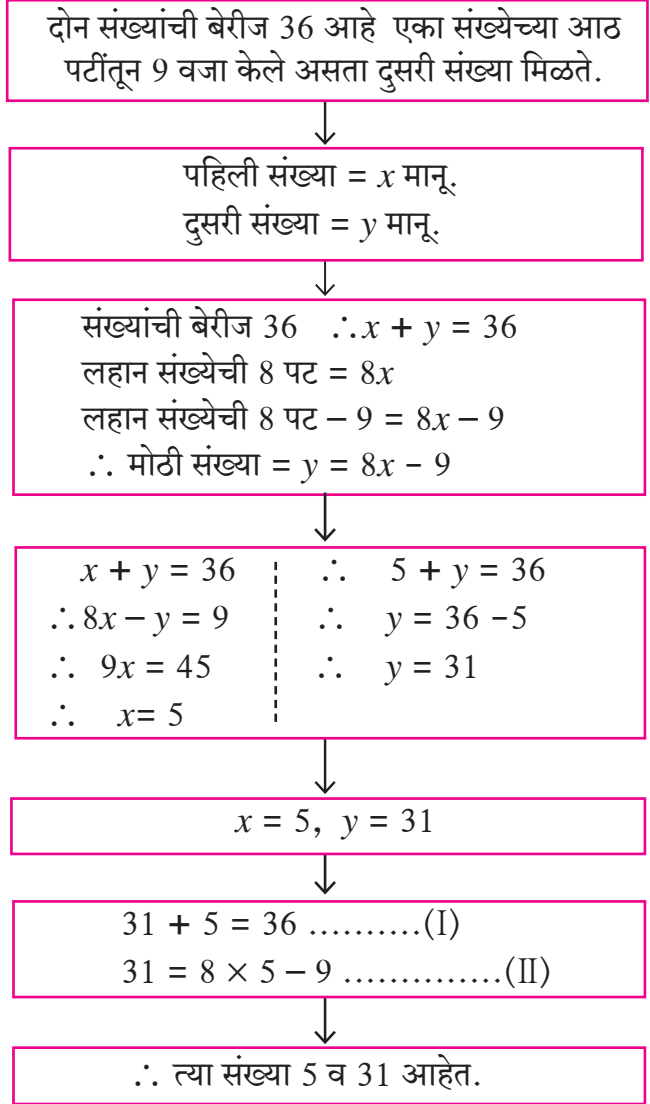 दोन संख्यांची बेरीज 36 आहे एका संख्येच्या आठ
पटींतून 9 वजा केले असता दुसरी संख्या मिळते.
पहिली संख्या = x मानू.
दुसरी संख्या = y मानू.
संख्यांची बेरीज 36 ∴x + y = 36
लहान संख्येची 8 पट = 8x
लहान संख्येची 8 पट – 9 = 8x – 9
∴ मोठी संख्या = y = 8x – 9
x + y = 36
∴8x – y = 9
∴ 9x = 45
∴ x= 5
∴ 5 + y = 36
∴ y = 36 –5
∴ y = 31
x = 5, y = 31
31 + 5 = 36 ..........(I)
31 = 8 × 5 – 9 ..............(II)
∴ त्या संख्या 5 व 31 आहेत.